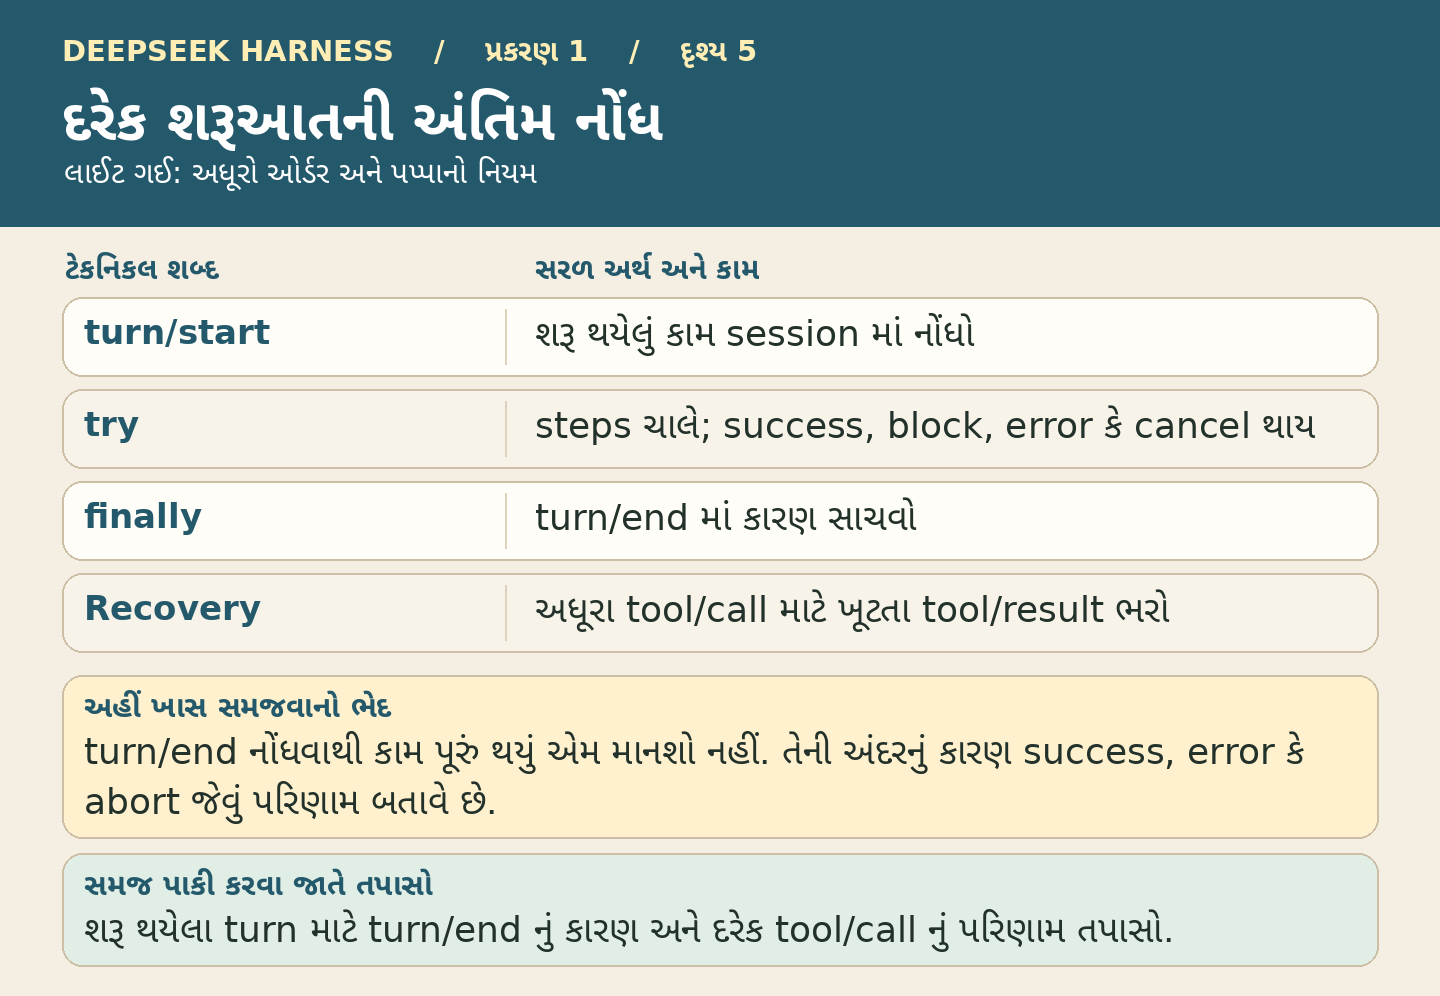 DEEPSEEK HARNESS / પ્રકરણ 1 / દૃશ્ય 5
દરેક શરૂઆતની અંતિમ નોંધ
લાઈટ ગઈ: અધૂરો ઓર્ડર અને પપ્પાનો નિયમ
ટેકનિકલ શબ્દ સરળ અર્થ અને કામ
turn/start શરૂ થયેલું કામ session માં નોંધો
try steps ચાલે; success, block, error કે cancel થાય
finally turn/end માં કારણ સાચવો
Recovery અધૂરા tool/call માટે ખૂટતા tool/result ભરો
અહીં ખાસ સમજવાનો ભેદ
turn/end નોંધવાથી કામ પૂરું થયું એમ માનશો નહીં. તેની અંદરનું કારણ success, error કે
abort જેવું પરિણામ બતાવે છે.
સમજ પાકી કરવા જાતે તપાસો
શરૂ થયેલા turn માટે turn/end નું કારણ અને દરેક tool/call નું પરિણામ તપાસો.